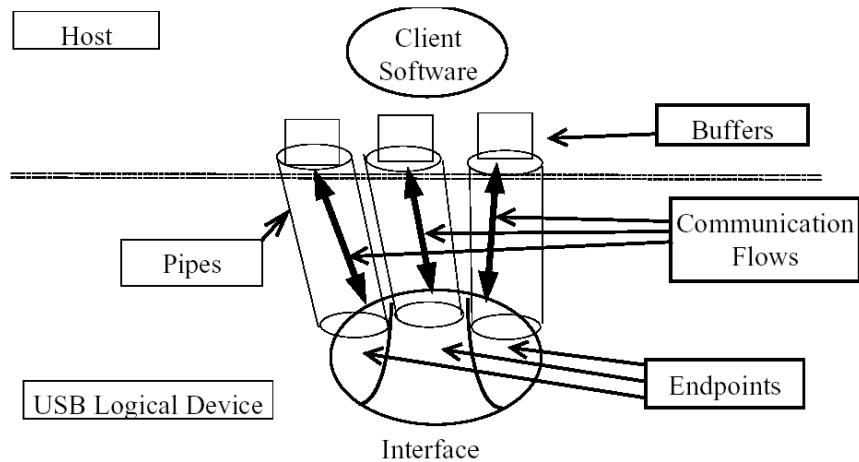 Host
Client
Software
Buffers
Communication
Flows
Pipes
Endpoints
USB Logical Device
Interface